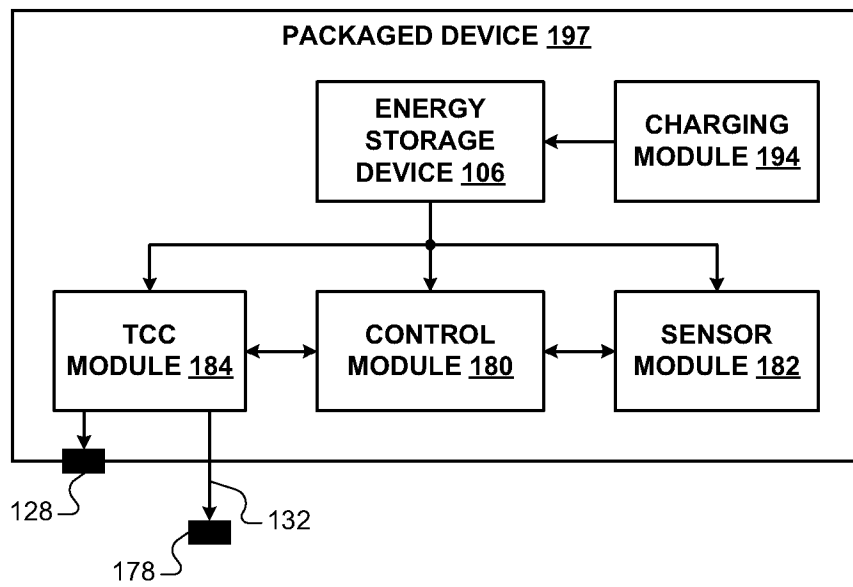 PACKAGED DEVICE 197
ENERGY
STORAGE
DEVICE 106
CHARGING
MODULE 194
TCC
MODULE 184
CONTROL
MODULE 180
SENSOR
MODULE 182
128
132
178